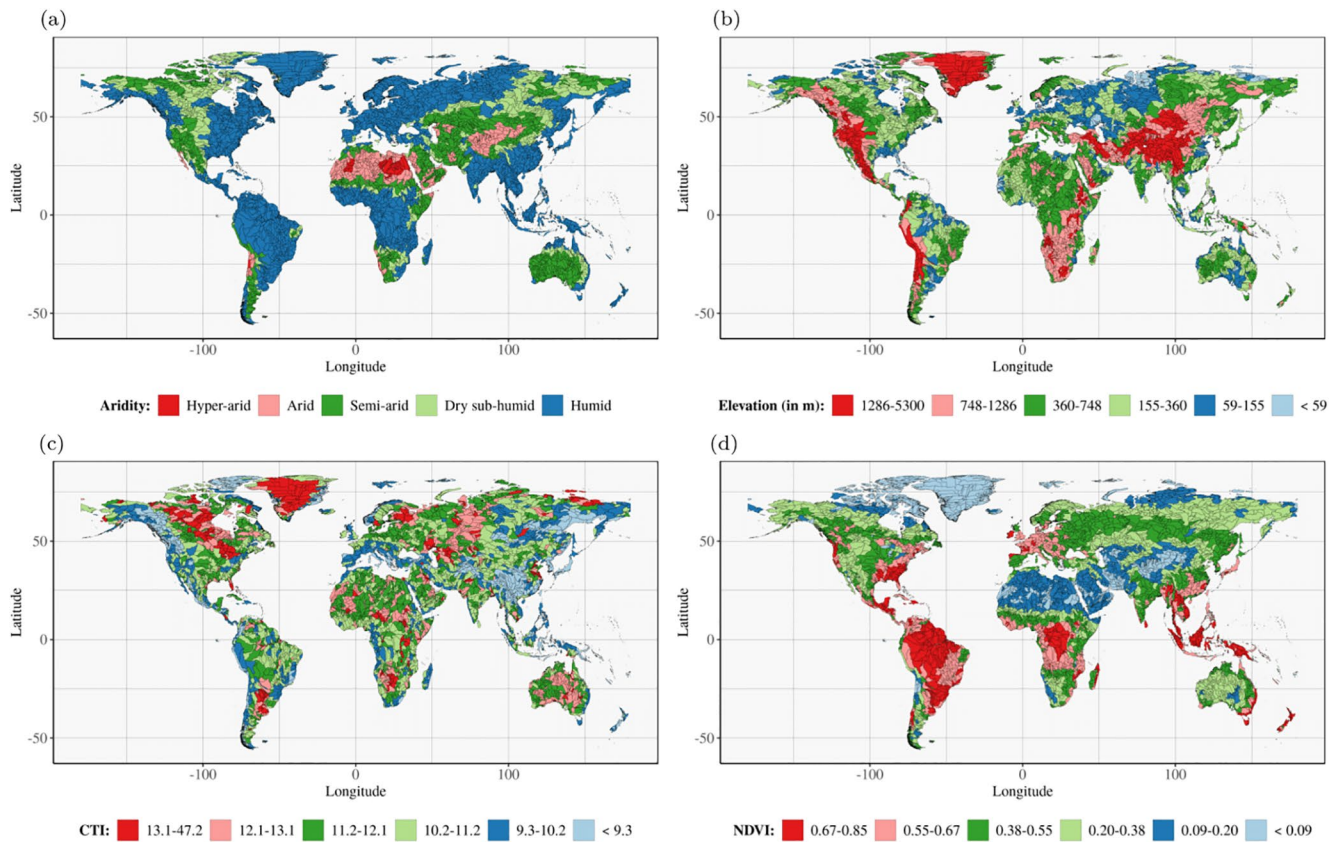 (a)
(b)
50
0
-50
Latitude
-100
0
100
Longitude
Aridity: Hyper-arid Arid Semi-arid Dry sub-humid Humid
50
0
-50
Latitude
-100
0
100
Longitude
Elevation (in m): 1286-5300 748-1286 360-748 155-360 59-155 < 59
(c)
(d)
50
0
-50
Latitude
-100
0
100
Longitude
CTI: 13.1-47.2 12.1-13.1 11.2-12.1 10.2-11.2 9.3-10.2 < 9.3
50
0
-50
Latitude
-100
0
100
Longitude
NDVI: 0.67-0.85 0.55-0.67 0.38-0.55 0.20-0.38 0.09-0.20 < 0.09